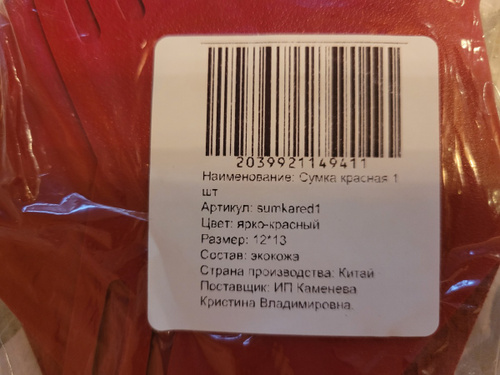 2039921149411
Наименование: Сумка красная 1
шт
Артикул: sumkared1
Цвет: ярко-красный
Размер: 12*13
Состав: экокожа
Страна производства: Китай
Поставщик: ИП Каменева
Кристина Владимировна.